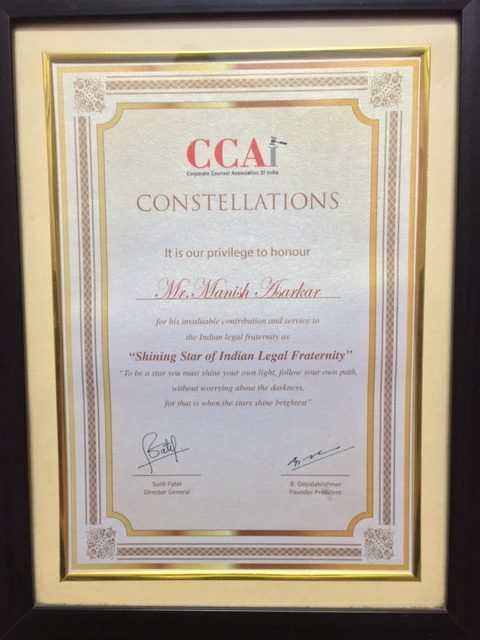 CCAI
Corporate Counsel Association Of India
CONSTELLATIONS
It is our privilege to honour
Mr. Manish Asarkar
for his invaluable contribution and service to
the Indian legal fraternity as
“Shining Star of Indian Legal Fraternity”
“To be a star you must shine your own light, follow your own path,
without worrying about the darkness,
for that is when the stars shine brightest”
Sunil Patel
Director General
B. Gopalakrishnan
Founder President